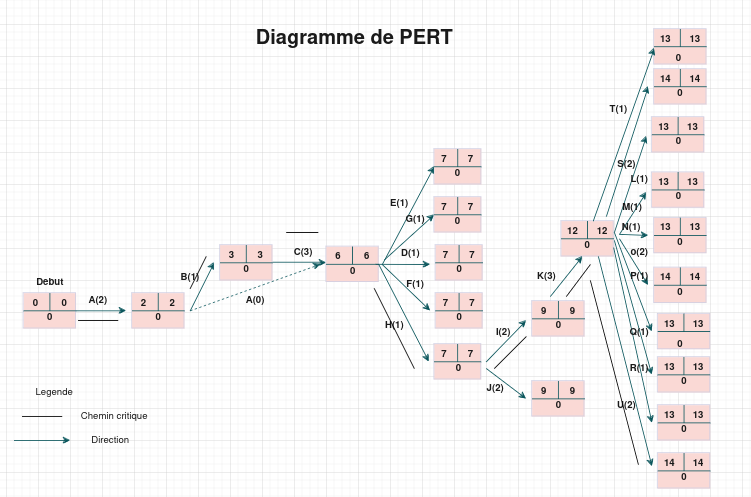 Diagramme de PERT
13 13
0
14 14
0
T(1)
13 13
0
7 7
0
S(2)
L(1)
13 13
0
E(1)
7 7
0
G(1)
M(1)
N(1)
12 12
0
13 13
0
3 3
0
C(3)
6 6
0
D(1)
7 7
0
o(2)
Debut
B(1)
A(0)
F(1)
K(3)
P(1)
14 14
0
0 0
0
A(2)
2 2
0
7 7
0
9 9
0
H(1)
I(2)
Q(1)
13 13
0
7 7
0
R(1)
13 13
0
J(2)
9 9
0
U(2)
13 13
0
14 14
0
Legende
Chemin critique
Direction